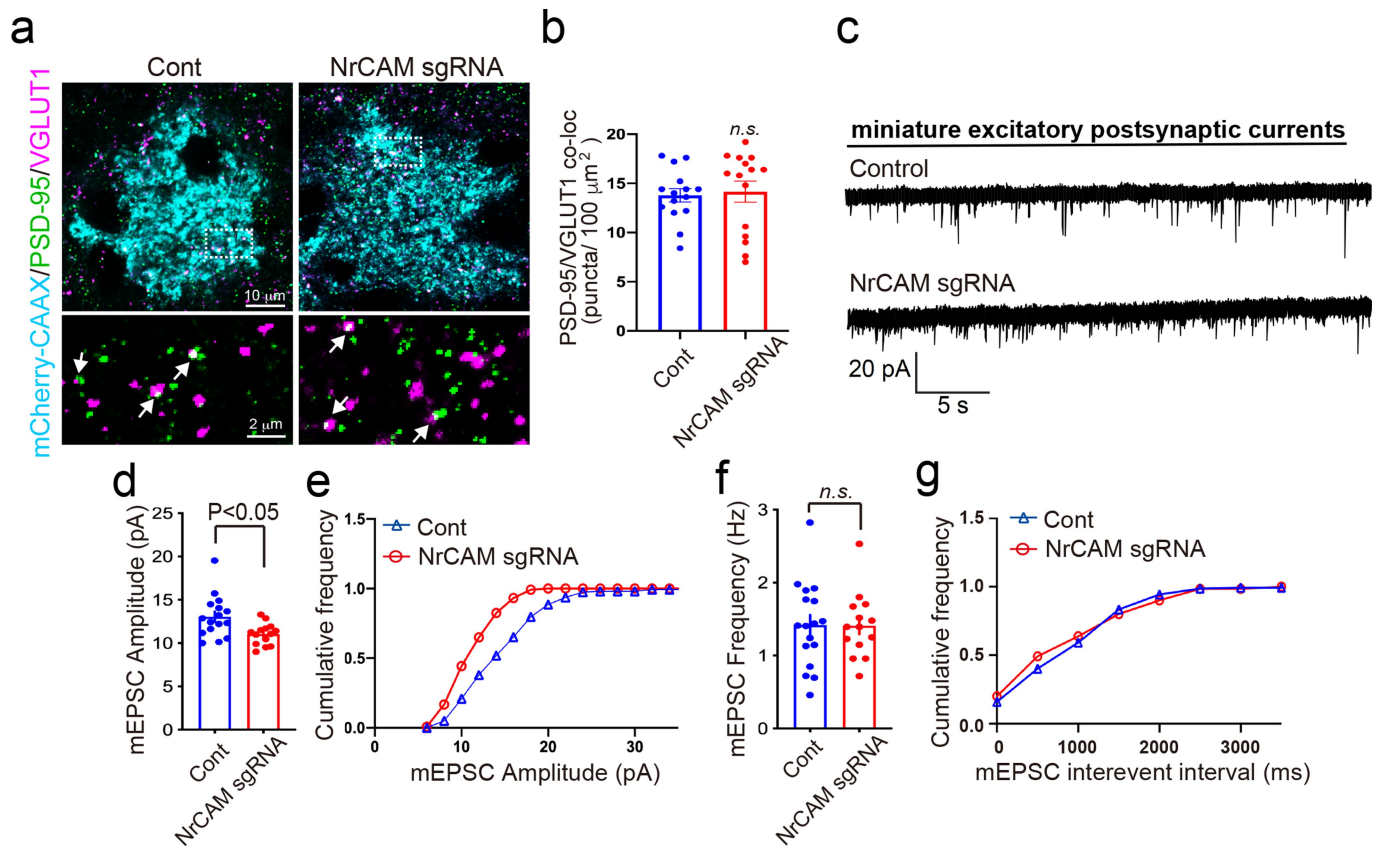 a
Cont
NrCAM sgRNA
mCherry-CAAX/PSD-95/VGLUT1
10 μm
2 μm
b
PSD-95/VGLUT1 co-loc
(puncta/ 100 μm²)
20
15
10
5
0
n.s.
Cont
NrCAM sgRNA
c
miniature excitatory postsynaptic currents
Control
NrCAM sgRNA
20 pA
5 s
d
mEPSC Amplitude (pA)
25
20
15
10
5
0
P<0.05
Cont
NrCAM sgRNA
e
Cumulative frequency
1.5
1.0
0.5
0.0
Cont
NrCAM sgRNA
0
10
20
30
mEPSC Amplitude (pA)
f
mEPSC Frequency (Hz)
3
2
1
0
n.s.
Cont
NrCAM sgRNA
g
Cumulative frequency
1.5
1.0
0.5
0.0
Cont
NrCAM sgRNA
0
1000
2000
3000
mEPSC interevent interval (ms)